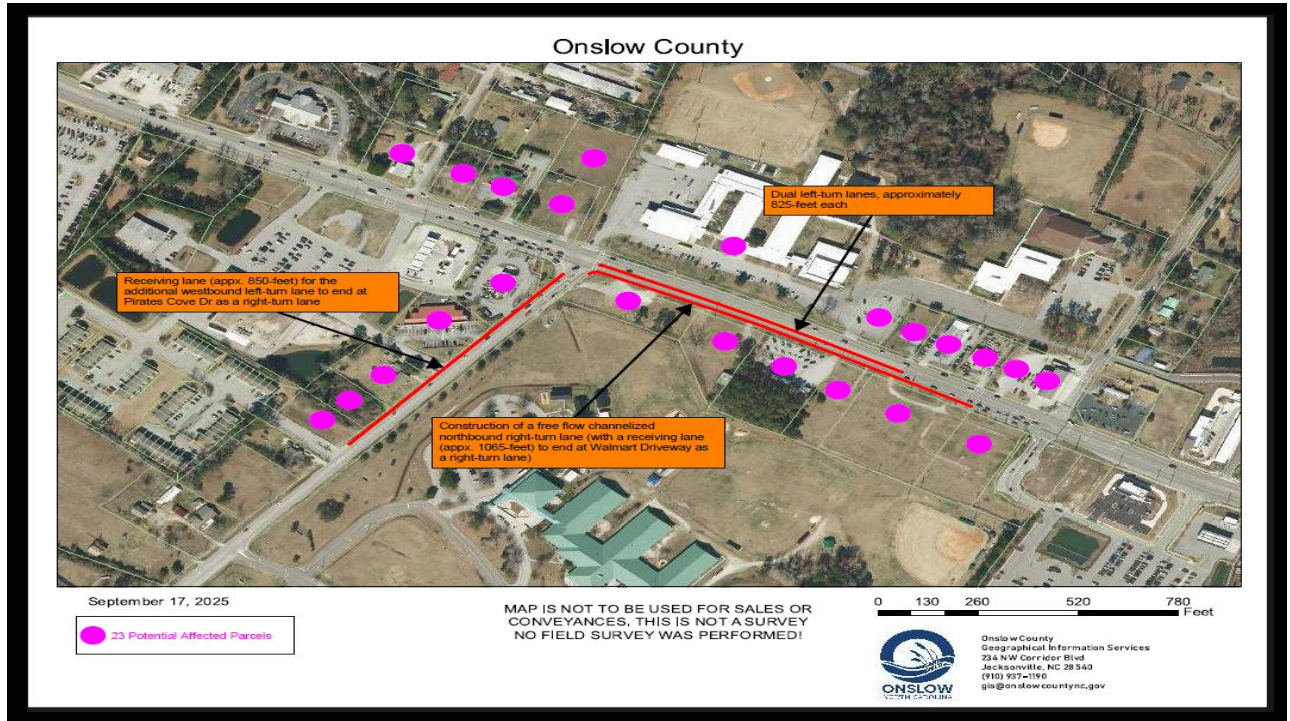 Onslow County
Dual left-turn lanes, approximately
825-feet each
Receiving lane (appx. 850-feet) for the
additional westbound left-turn lane to end at
Pirates Cove Dr as a right-turn lane
Construction of a free flow channelized
northbound right-turn lane (with a receiving lane
(appx. 1065-feet) to end at Walmart Driveway as
a right-turn lane)
September 17, 2025
23 Potential Affected Parcels
MAP IS NOT TO BE USED FOR SALES OR
CONVEYANCES, THIS IS NOT A SURVEY
NO FIELD SURVEY WAS PERFORMED!
0 130 260 520 780
Feet
ONSLOW
NORTH CAROLINA
Onslow County
Geographical Information Services
234 NW Corridor Blvd
Jacksonville, NC 28540
(910) 937-1190
gis@onslowcountync.gov